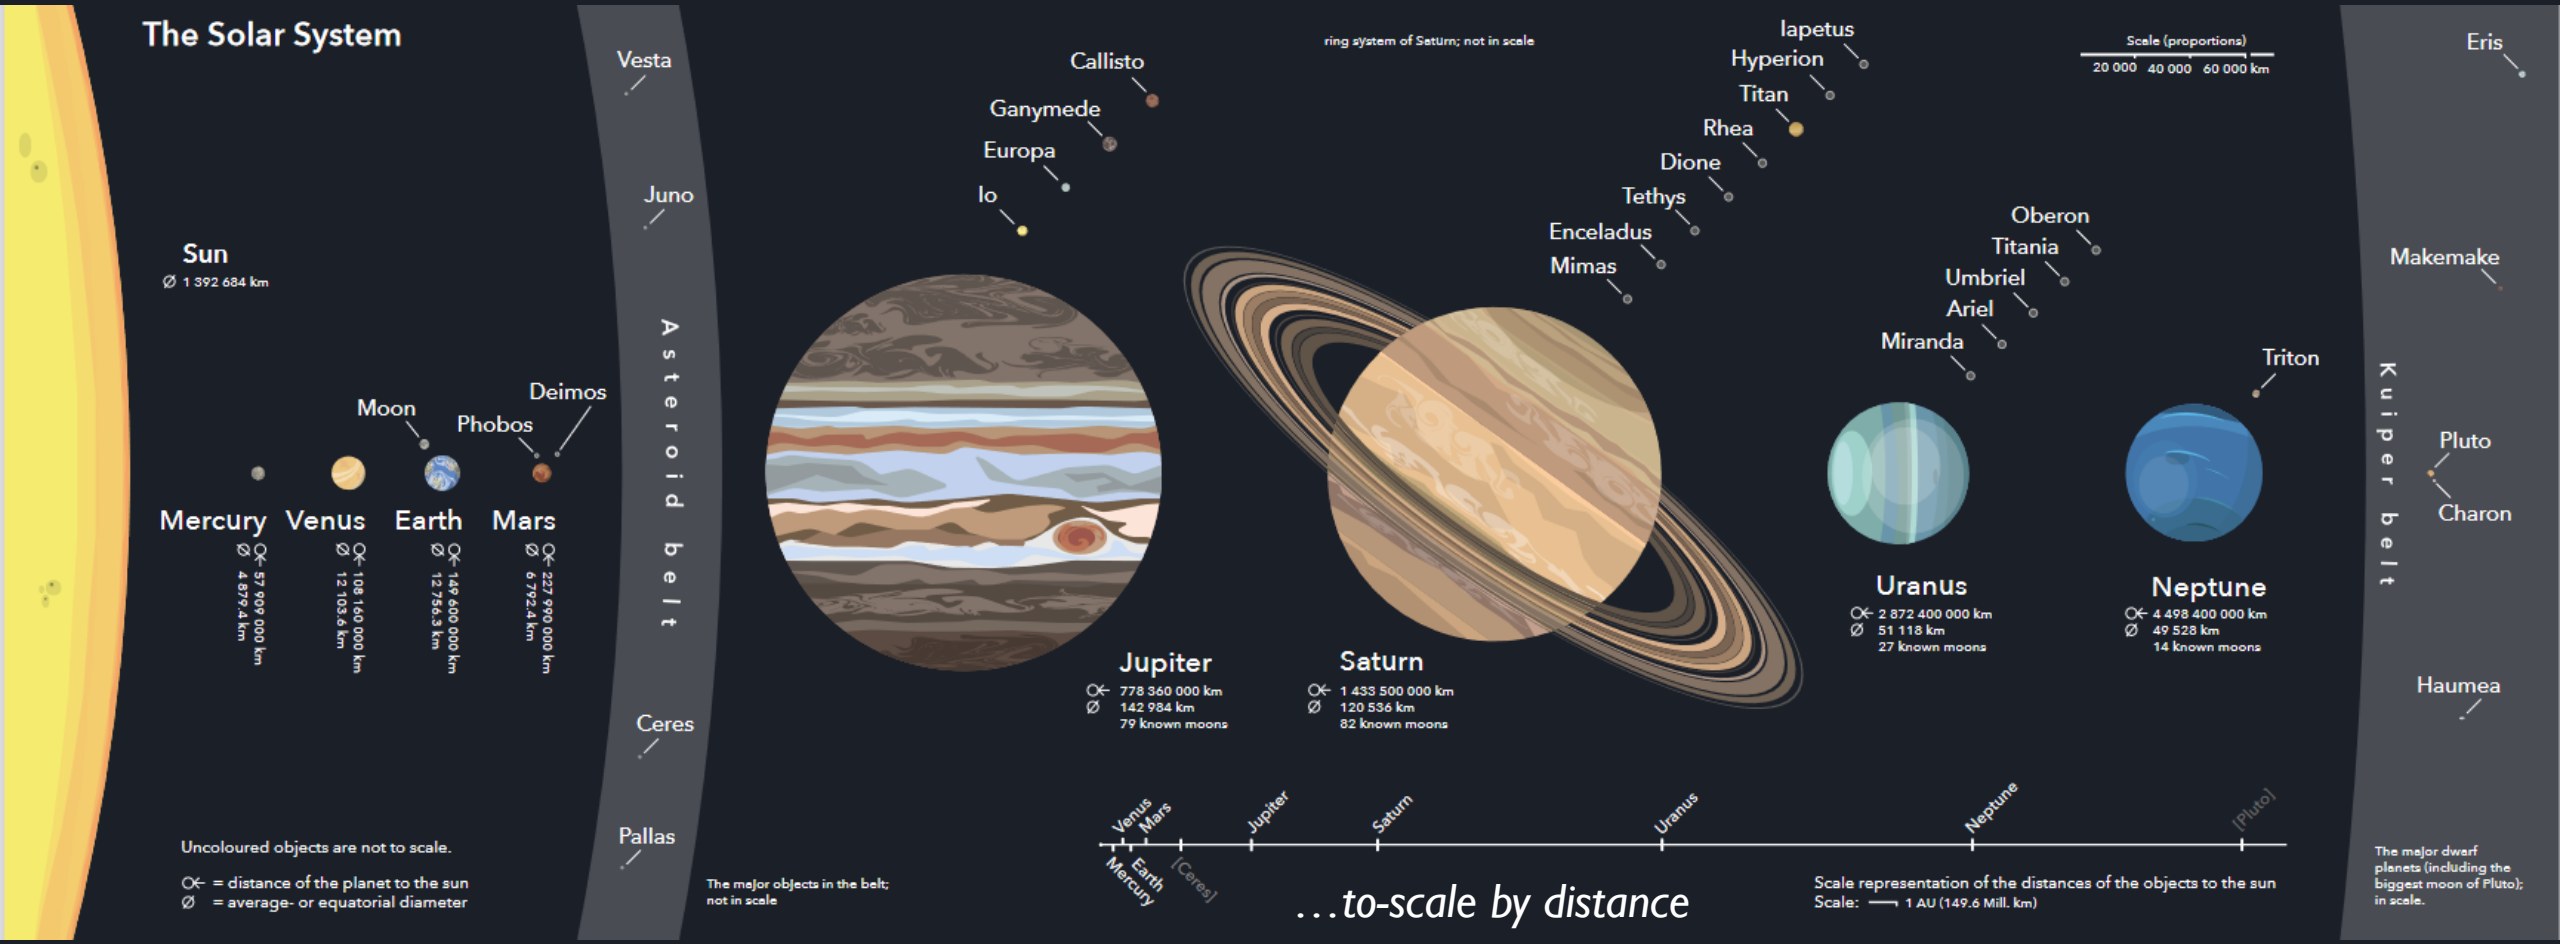 The Solar System
Sun
Ø 1 392 684 km
Moon
Phobos
Deimos
Mercury
57 909 000 km
Ø 4 879.4 km
Venus
108 160 000 km
Ø 12 103.6 km
Earth
149 600 000 km
Ø 12 756.3 km
Mars
227 990 000 km
Ø 6 792.4 km
Uncoloured objects are not to scale.
= distance of the planet to the sun
Ø = average- or equatorial diameter
Vesta
Juno
Asteroid belt
Ceres
Pallas
The major objects in the belt;
not in scale
Callisto
Ganymede
Europa
Io
Jupiter
778 360 000 km
Ø 142 984 km
79 known moons
ring system of Saturn; not in scale
Iapetus
Hyperion
Titan
Rhea
Dione
Tethys
Enceladus
Mimas
Saturn
1 433 500 000 km
Ø 120 536 km
82 known moons
Scale (proportions)
20 000 40 000 60 000 km
Oberon
Titania
Umbriel
Ariel
Miranda
Uranus
2 872 400 000 km
Ø 51 118 km
27 known moons
Triton
Neptune
4 498 400 000 km
Ø 49 528 km
14 known moons
Eris
Makemake
Kuiper belt
Pluto
Charon
Haumea
The major dwarf
planets (including the
biggest moon of Pluto);
in scale.
Mercury
Venus
Earth
Mars
[Ceres]
Jupiter
Saturn
Uranus
Neptune
[Pluto]
...to-scale by distance
Scale representation of the distances of the objects to the sun
Scale: 1 AU (149.6 Mill. km)